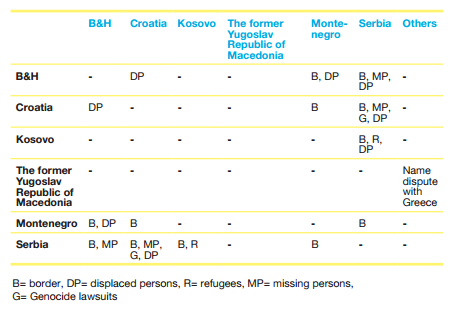 B&H Croatia Kosovo The former Monte- Serbia Others
Yugoslav negro
Republic of
Macedonia
B&H - DP - - B, DP B, MP, -
DP
Croatia DP - - - B B, MP, -
G, DP
Kosovo - - - - - B, R, -
DP
The former - - - - - - Name
Yugoslav dispute
Republic of with
Macedonia Greece
Montenegro B, DP B - - - B -
Serbia B, MP B, MP, B, R - B - -
G, DP
B= border, DP= displaced persons, R= refugees, MP= missing persons,
G= Genocide lawsuits